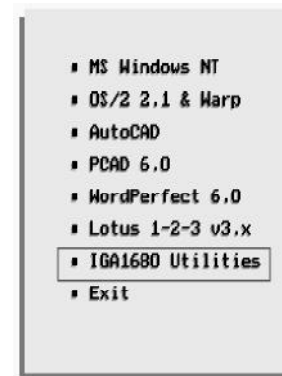 ▪ MS Windows NT
▪ OS/2 2.1 & Warp
▪ AutoCAD
▪ PCAD 6.0
▪ WordPerfect 6.0
▪ Lotus 1-2-3 v3.x
▪ IGA1680 Utilities
▪ Exit